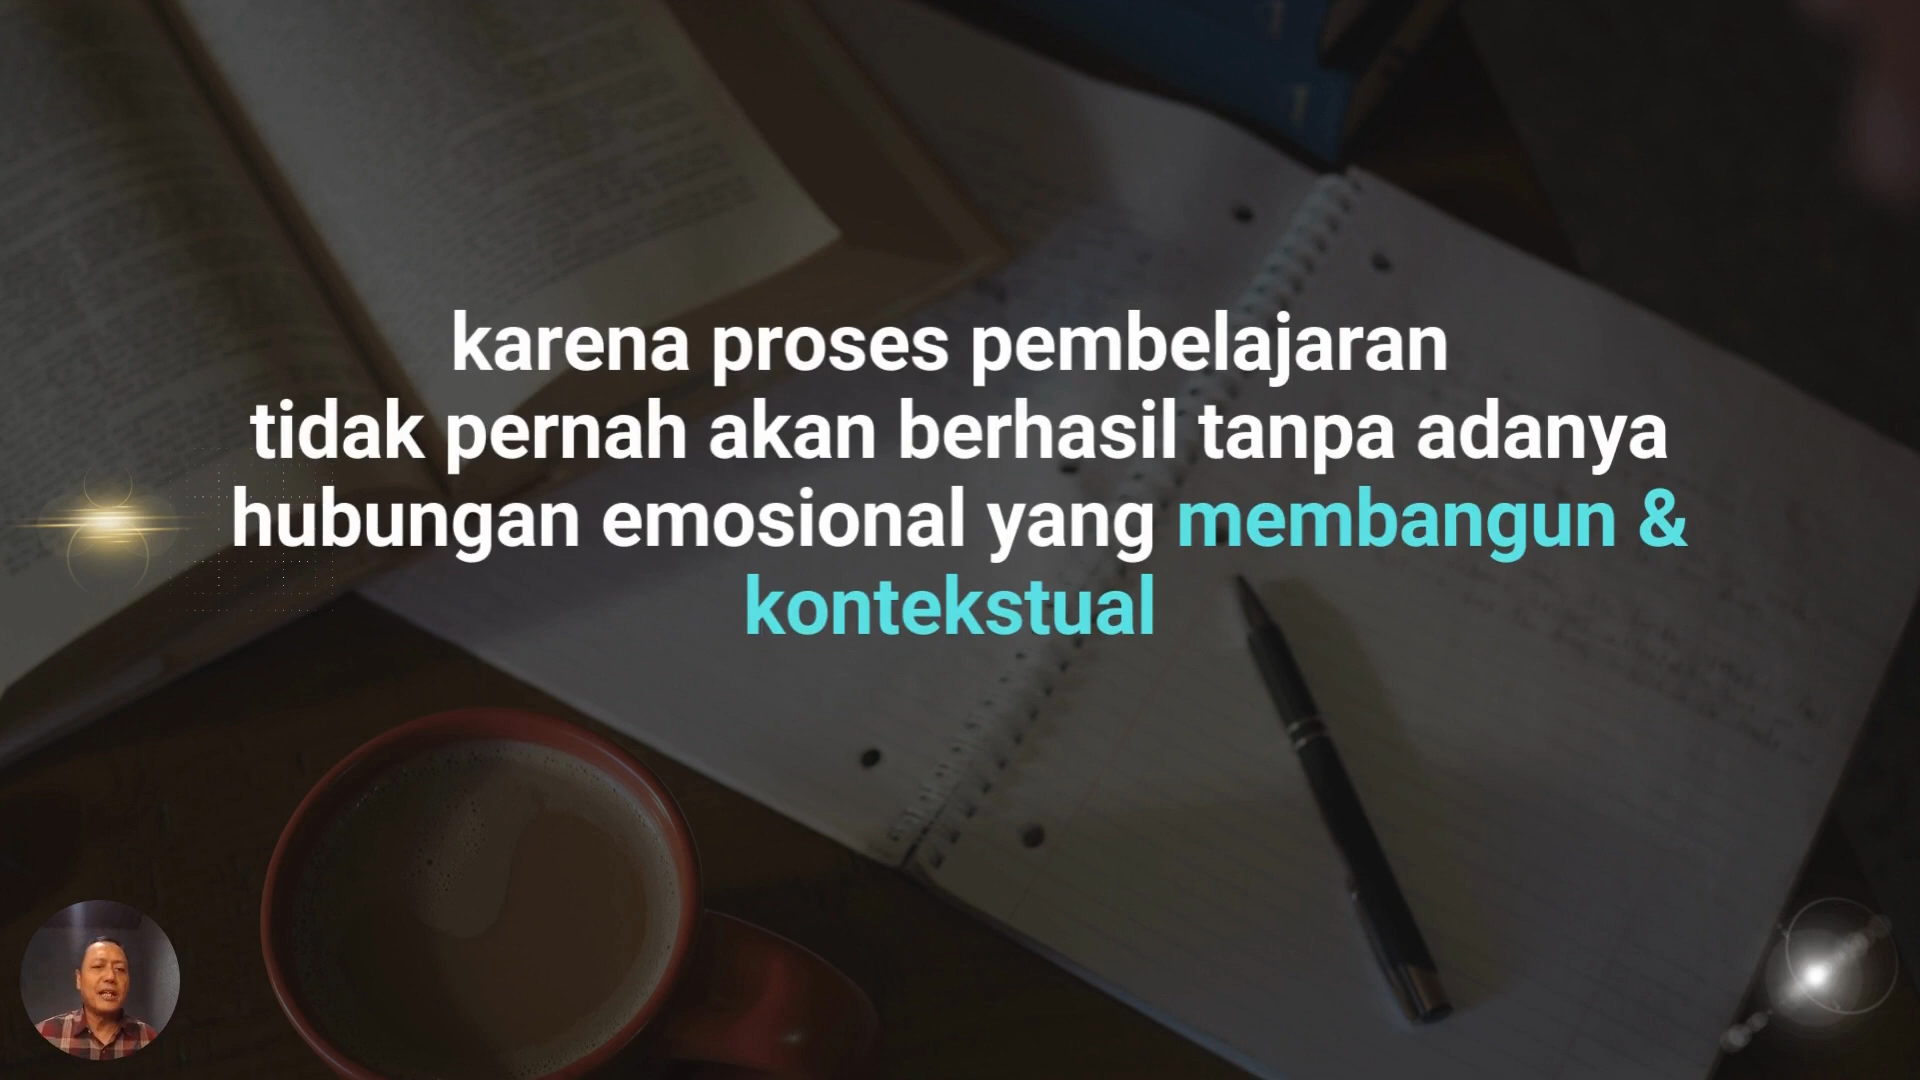 karena proses pembelajaran
tidak pernah akan berhasil tanpa adanya
hubungan emosional yang membangun &
kontekstual